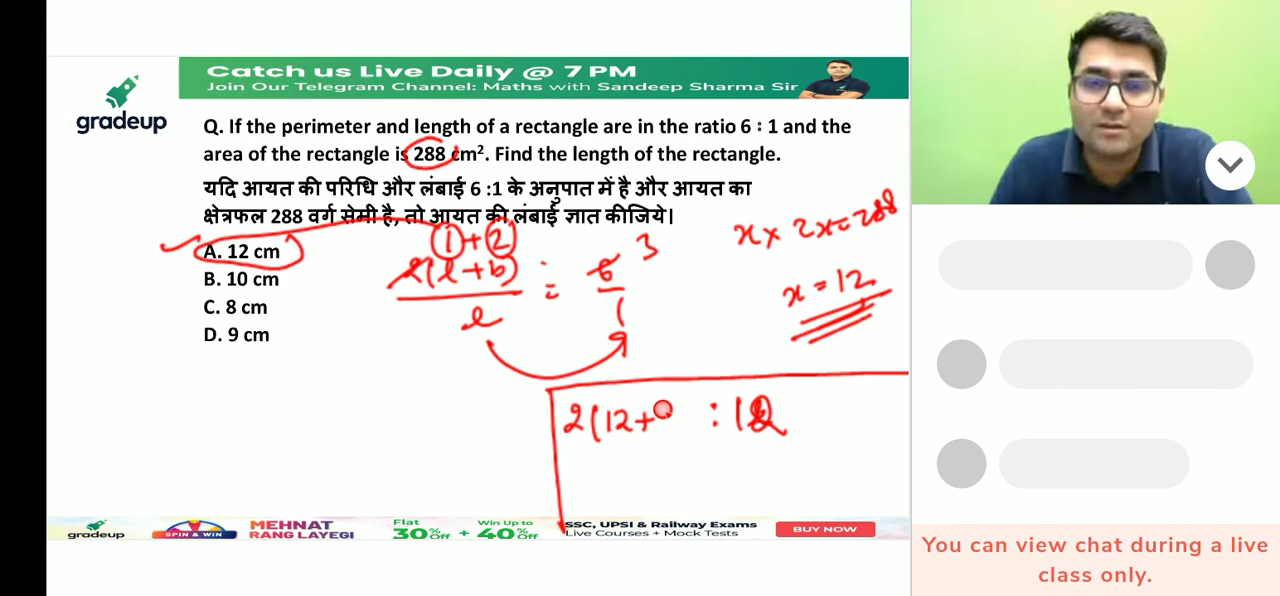 Catch us Live Daily @ 7 PM
Join Our Telegram Channel: Maths with Sandeep Sharma Sir
gradeup
Q. If the perimeter and length of a rectangle are in the ratio 6 : 1 and the
area of the rectangle is 288 cm². Find the length of the rectangle.
यदि आयत की परिधि और लंबाई 6 :1 के अनुपात में है और आयत का
क्षेत्रफल 288 वर्ग सेमी है, तो आयत की लंबाई ज्ञात कीजिये।
A. 12 cm
B. 10 cm
C. 8 cm
D. 9 cm
1 + 2
2(l+b) = 6 3
l 1
x × 2x = 288
x = 12
2(12+ : 12
gradeup
SPIN & WIN
MEHNAT
RANG LAYEGI
Flat
30% Off + Win Up to 40% Off
SSC, UPSI & Railway Exams
Live Courses + Mock Tests
BUY NOW
You can view chat during a live
class only.